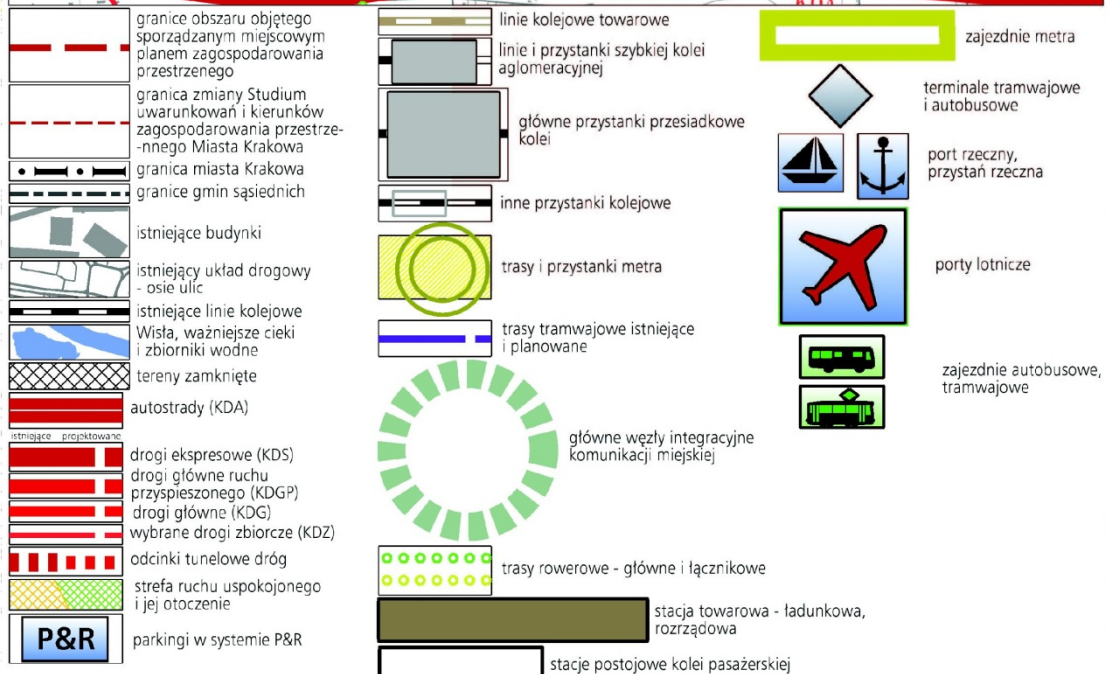 granice obszaru objętego
sporządzanym miejscowym
planem zagospodarowania
przestrzenego
granica zmiany Studium
uwarunkowań i kierunków
zagospodarowania przestrze-
-nnego Miasta Krakowa
granica miasta Krakowa
granice gmin sąsiednich
istniejące budynki
istniejący układ drogowy
- osie ulic
istniejące linie kolejowe
Wisła, ważniejsze cieki
i zbiorniki wodne
tereny zamknięte
autostrady (KDA)
istniejące projektowane
drogi ekspresowe (KDS)
drogi główne ruchu
przyspieszonego (KDGP)
drogi główne (KDG)
wybrane drogi zbiorcze (KDZ)
odcinki tunelowe dróg
strefa ruchu uspokojonego
i jej otoczenie
P&R
parkingi w systemie P&R
linie kolejowe towarowe
linie i przystanki szybkiej kolei
aglomeracyjnej
główne przystanki przesiadkowe
kolei
inne przystanki kolejowe
trasy i przystanki metra
trasy tramwajowe istniejące
i planowane
główne węzły integracyjne
komunikacji miejskiej
trasy rowerowe - główne i łącznikowe
stacja towarowa - ładunkowa,
rozrządowa
stacje postojowe kolei pasażerskiej
zajezdnie metra
terminale tramwajowe
i autobusowe
port rzeczny,
przystań rzeczna
porty lotnicze
zajezdnie autobusowe,
tramwajowe